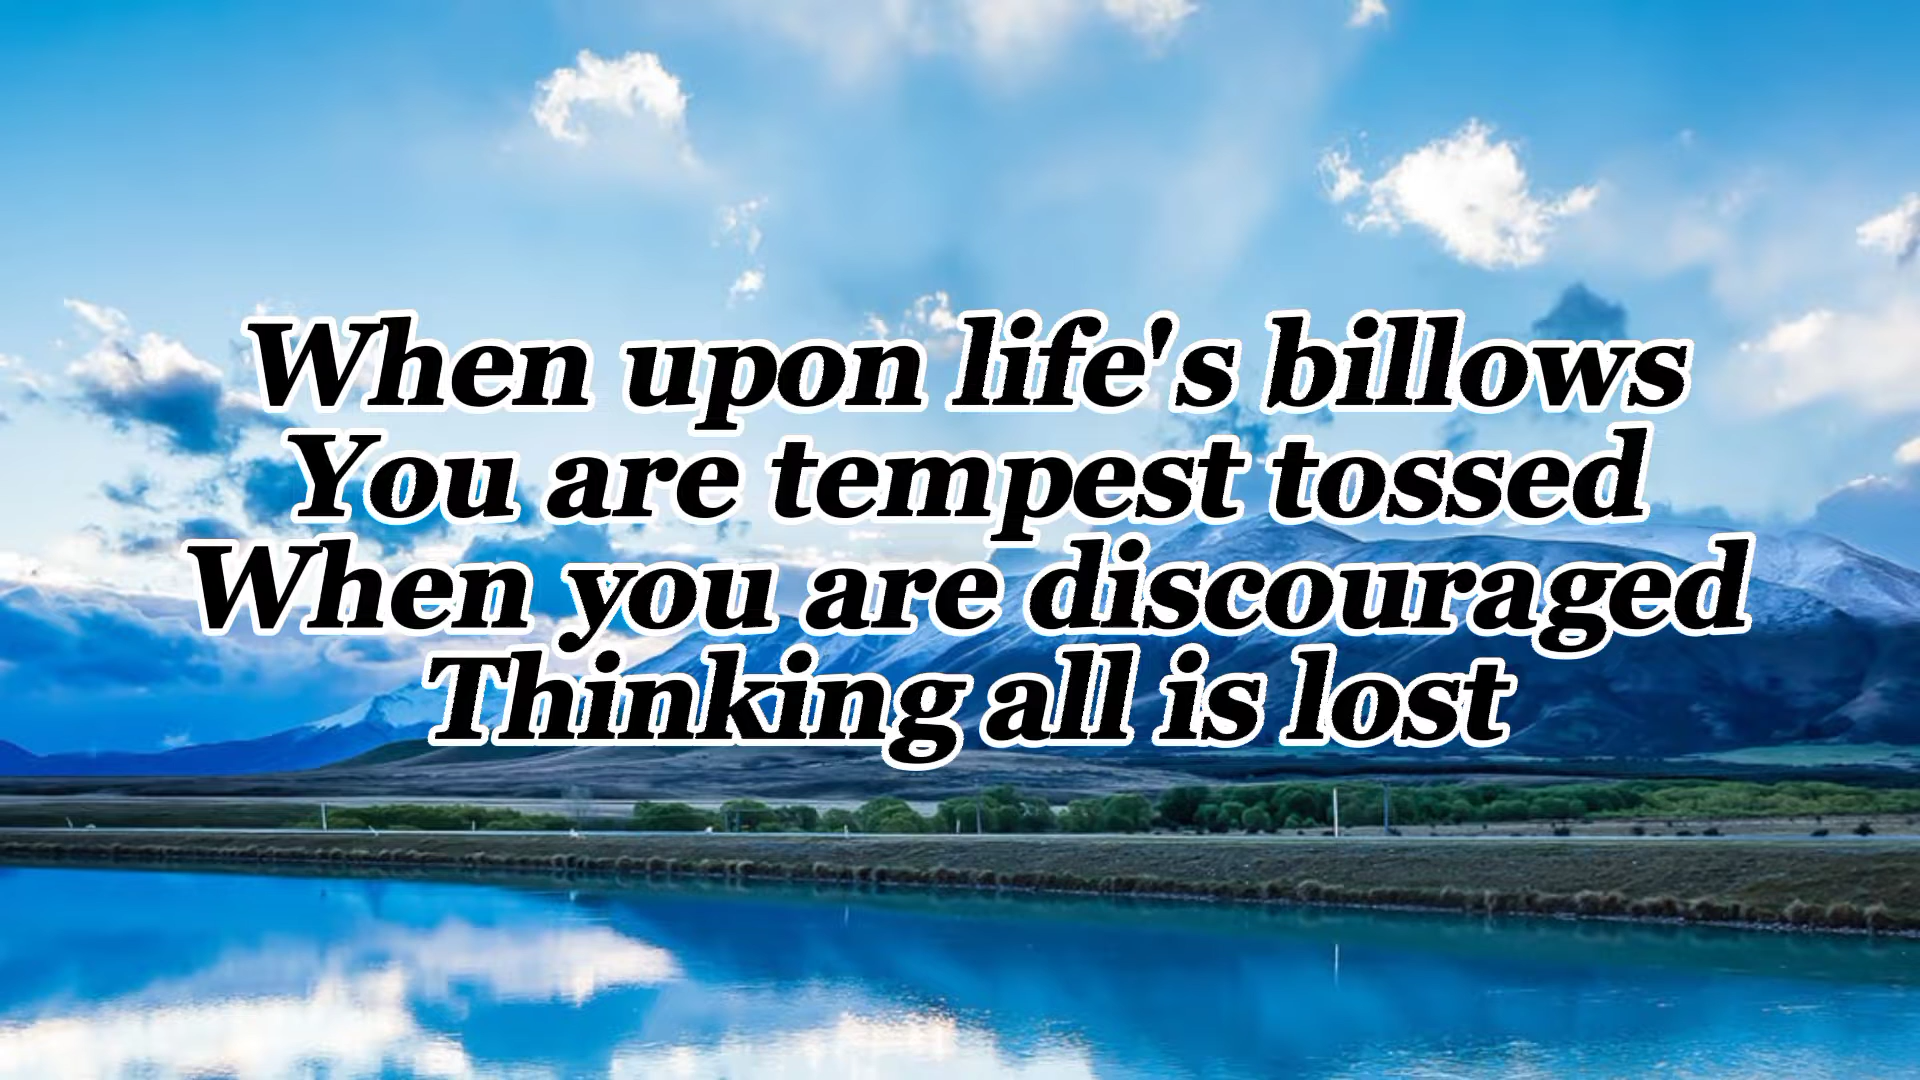 When upon life's billows
You are tempest tossed
When you are discouraged
Thinking all is lost